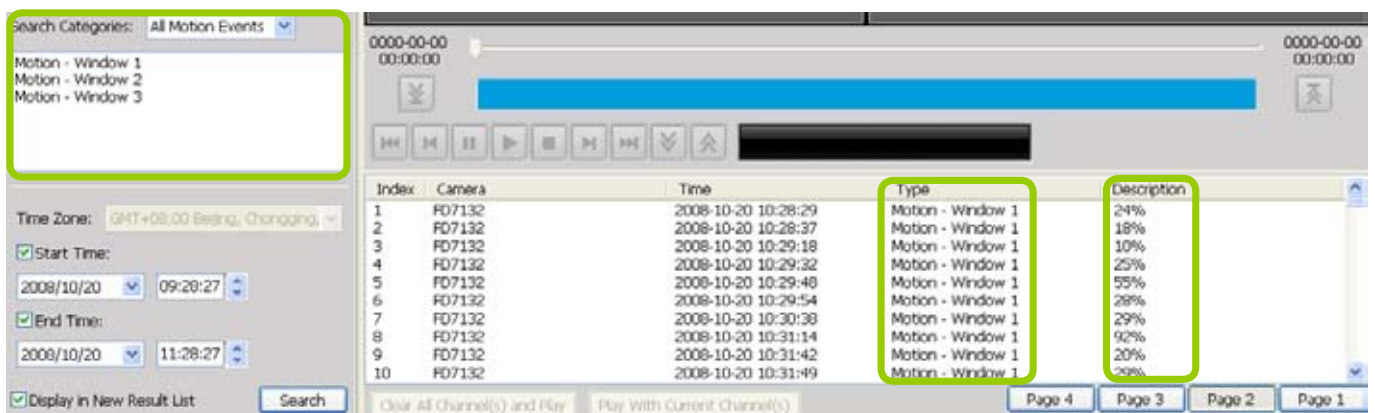 Search Categories: All Motion Events
Motion - Window 1
Motion - Window 2
Motion - Window 3
Time Zone: GMT+08:00 Beijing, Chongqing,
Start Time:
2008/10/20 09:28:27
End Time:
2008/10/20 11:28:27
Display in New Result List Search
0000-00-00 0000-00-00
00:00:00 00:00:00
Index Camera Time Type Description
1 FD7132 2008-10-20 10:28:29 Motion - Window 1 24%
2 FD7132 2008-10-20 10:28:37 Motion - Window 1 18%
3 FD7132 2008-10-20 10:29:18 Motion - Window 1 10%
4 FD7132 2008-10-20 10:29:32 Motion - Window 1 25%
5 FD7132 2008-10-20 10:29:48 Motion - Window 1 55%
6 FD7132 2008-10-20 10:29:54 Motion - Window 1 28%
7 FD7132 2008-10-20 10:30:38 Motion - Window 1 29%
8 FD7132 2008-10-20 10:31:14 Motion - Window 1 92%
9 FD7132 2008-10-20 10:31:42 Motion - Window 1 20%
10 FD7132 2008-10-20 10:31:49 Motion - Window 1 29%
Clear All Channel(s) and Play Play With Current Channel(s) Page 4 Page 3 Page 2 Page 1